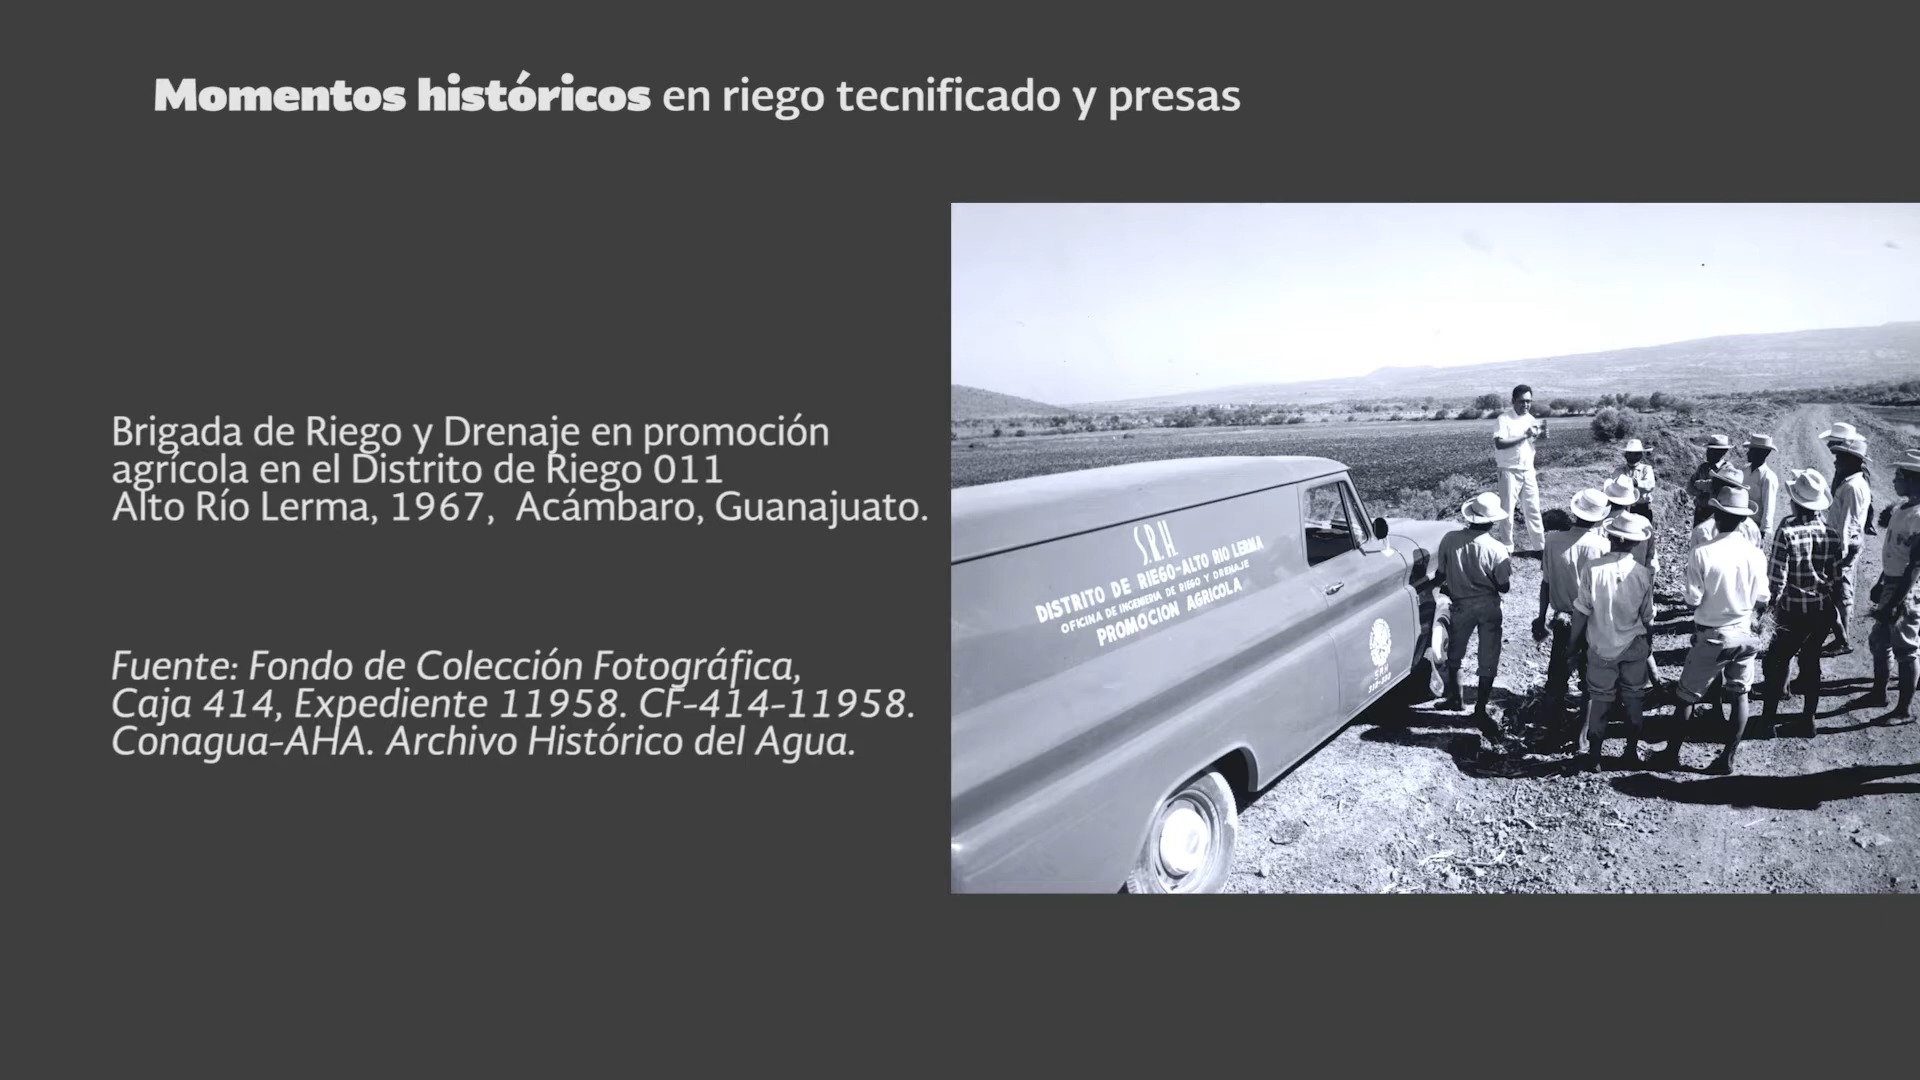 Momentos históricos en riego tecnificado y presas
Brigada de Riego y Drenaje en promoción
agrícola en el Distrito de Riego 011
Alto Río Lerma, 1967, Acámbaro, Guanajuato.
Fuente: Fondo de Colección Fotográfica,
Caja 414, Expediente 11958. CF-414-11958.
Conagua-AHA. Archivo Histórico del Agua.
S.R.H
DISTRITO DE RIEGO-ALTO RIO LERMA
OFICINA DE INGENIERIA DE RIEGO Y DRENAJE
PROMOCION AGRICOLA